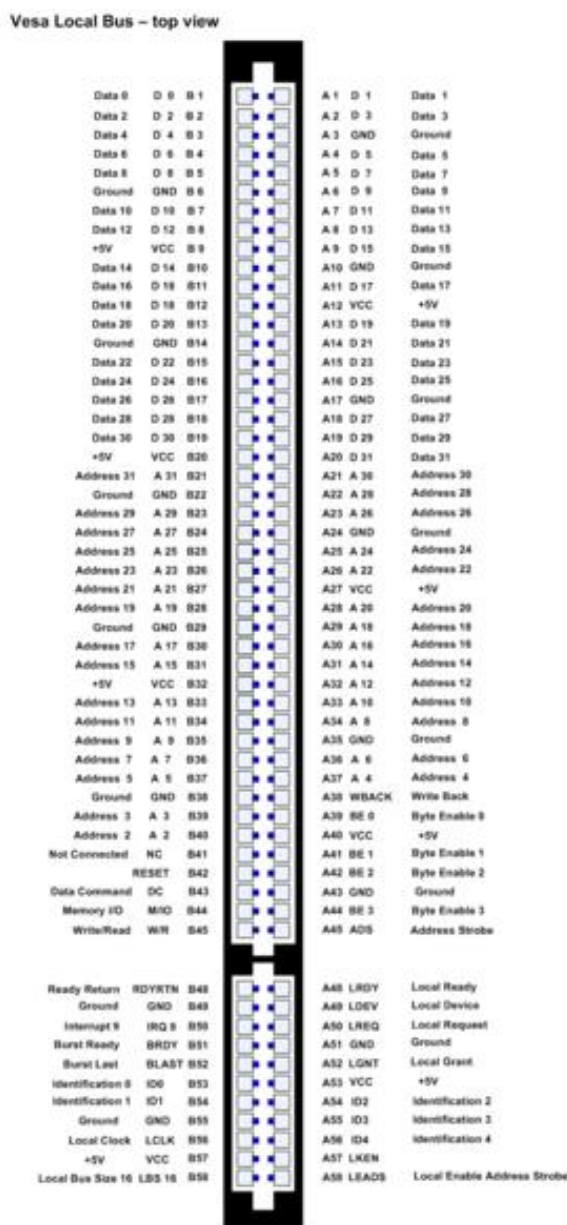 Vesa Local Bus – top view
Data 0 D 0 B 1 A 1 D 1 Data 1
Data 2 D 2 B 2 A 2 D 3 Data 3
Data 4 D 4 B 3 A 3 GND Ground
Data 6 D 6 B 4 A 4 D 5 Data 5
Data 8 D 8 B 5 A 5 D 7 Data 7
Ground GND B 6 A 6 D 9 Data 9
Data 10 D 10 B 7 A 7 D 11 Data 11
Data 12 D 12 B 8 A 8 D 13 Data 13
+5V VCC B 9 A 9 D 15 Data 15
Data 14 D 14 B10 A10 GND Ground
Data 16 D 16 B11 A11 D 17 Data 17
Data 18 D 18 B12 A12 VCC +5V
Data 20 D 20 B13 A13 D 19 Data 19
Ground GND B14 A14 D 21 Data 21
Data 22 D 22 B15 A15 D 23 Data 23
Data 24 D 24 B16 A16 D 25 Data 25
Data 26 D 26 B17 A17 GND Ground
Data 28 D 28 B18 A18 D 27 Data 27
Data 30 D 30 B19 A19 D 29 Data 29
+5V VCC B20 A20 D 31 Data 31
Address 31 A 31 B21 A21 A 30 Address 30
Ground GND B22 A22 A 28 Address 28
Address 29 A 29 B23 A23 A 26 Address 26
Address 27 A 27 B24 A24 GND Ground
Address 25 A 25 B25 A25 A 24 Address 24
Address 23 A 23 B26 A26 A 22 Address 22
Address 21 A 21 B27 A27 VCC +5V
Address 19 A 19 B28 A28 A 20 Address 20
Ground GND B29 A29 A 18 Address 18
Address 17 A 17 B30 A30 A 16 Address 16
Address 15 A 15 B31 A31 A 14 Address 14
+5V VCC B32 A32 A 12 Address 12
Address 13 A 13 B33 A33 A 10 Address 10
Address 11 A 11 B34 A34 A 8 Address 8
Address 9 A 9 B35 A35 GND Ground
Address 7 A 7 B36 A36 A 6 Address 6
Address 5 A 5 B37 A37 A 4 Address 4
Ground GND B38 A38 WBACK Write Back
Address 3 A 3 B39 A39 BE 0 Byte Enable 0
Address 2 A 2 B40 A40 VCC +5V
Not Connected NC B41 A41 BE 1 Byte Enable 1
RESET B42 A42 BE 2 Byte Enable 2
Data Command DC B43 A43 GND Ground
Memory I/O M/IO B44 A44 BE 3 Byte Enable 3
Write/Read W/R B45 A45 ADS Address Strobe
Ready Return RDYRTN B48 A48 LRDY Local Ready
Ground GND B49 A49 LDEV Local Device
Interrupt 9 IRQ 9 B50 A50 LREQ Local Request
Burst Ready BRDY B51 A51 GND Ground
Burst Last BLAST B52 A52 LGNT Local Grant
Identification 0 ID0 B53 A53 VCC +5V
Identification 1 ID1 B54 A54 ID2 Identification 2
Ground GND B55 A55 ID3 Identification 3
Local Clock LCLK B56 A56 ID4 Identification 4
+5V VCC B57 A57 LKEN
Local Bus Size 16 LBS 16 B58 A58 LEADS Local Enable Address Strobe